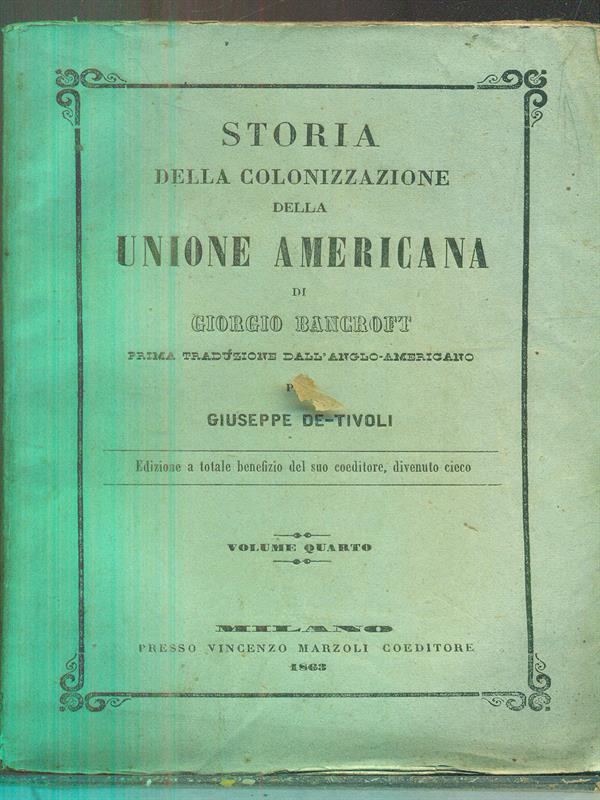 STORIA
DELLA COLONIZZAZIONE
DELLA
UNIONE AMERICANA
DI
GIORGIO BANCROFT
PRIMA TRADUZIONE DALL'ANGLO-AMERICANO
GIUSEPPE DE-TIVOLI
Edizione a totale benefizio del suo coeditore, divenuto cieco
VOLUME QUARTO
MILANO
PRESSO VINCENZO MARZOLI COEDITORE
1863